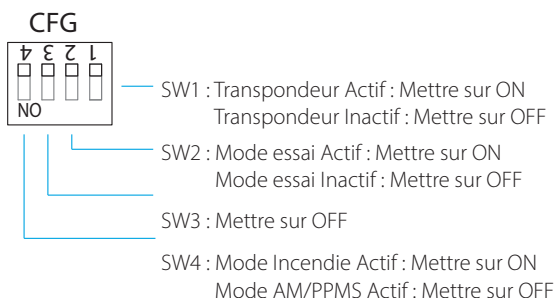 CFG
4 3 2 1
NO
SW1 : Transpondeur Actif : Mettre sur ON
Transpondeur Inactif : Mettre sur OFF
SW2 : Mode essai Actif : Mettre sur ON
Mode essai Inactif : Mettre sur OFF
SW3 : Mettre sur OFF
SW4 : Mode Incendie Actif : Mettre sur ON
Mode AM/PPMS Actif : Mettre sur OFF